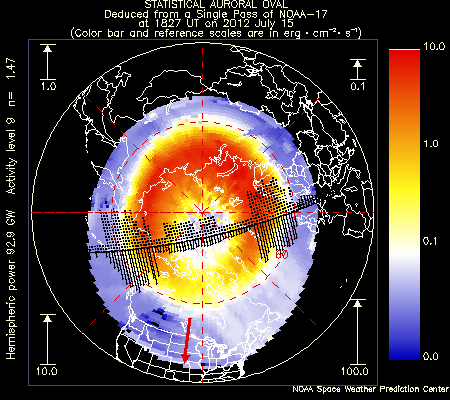 STATISTICAL AURORAL OVAL
Deduced from a Single Pass of NOAA-17
at 1827 UT on 2012 July 15
(Color bar and reference scales are in erg·cm⁻²·s⁻¹)
Hemispheric power 92.9 GW Activity level 9 n= 1.47
1.0
0.1
10.0
1.0
0.1
0.0
60
10.0
100.0
NOAA Space Weather Prediction Center